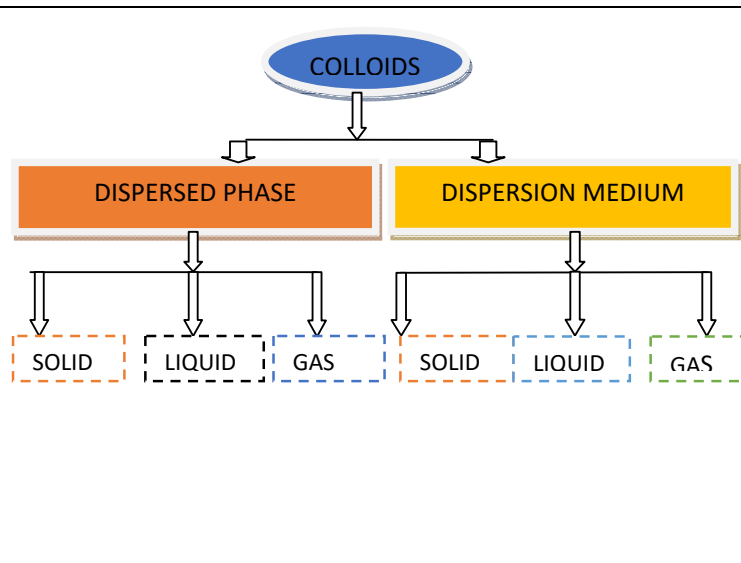 COLLOIDS
DISPERSED PHASE
DISPERSION MEDIUM
SOLID
LIQUID
GAS
SOLID
LIQUID
GAS